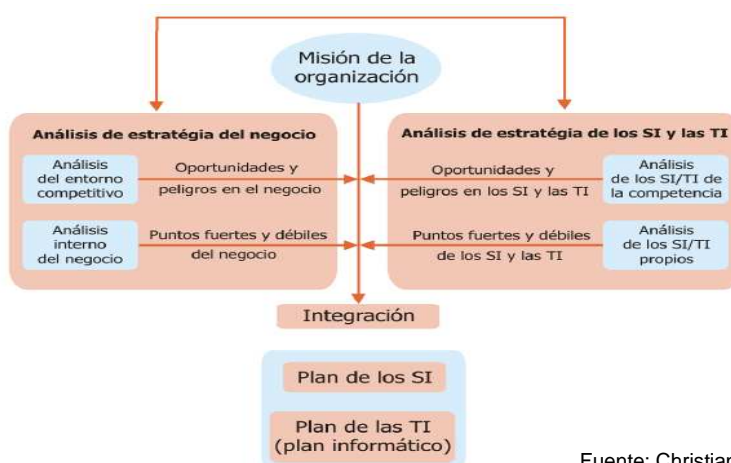 Misión de la
organización
Análisis de estratégia del negocio
Análisis
del entorno
competitivo
Oportunidades y
peligros en el negocio
Análisis
interno
del negocio
Puntos fuertes y débiles
del negocio
Análisis de estratégia de los SI y las TI
Oportunidades y
peligros en los SI y las TI
Análisis
de los SI/TI de
la competencia
Puntos fuertes y débiles
de los SI y las TI
Análisis
de los SI/TI
propios
Integración
Plan de los SI
Plan de las TI
(plan informático)
Fuente: Christian